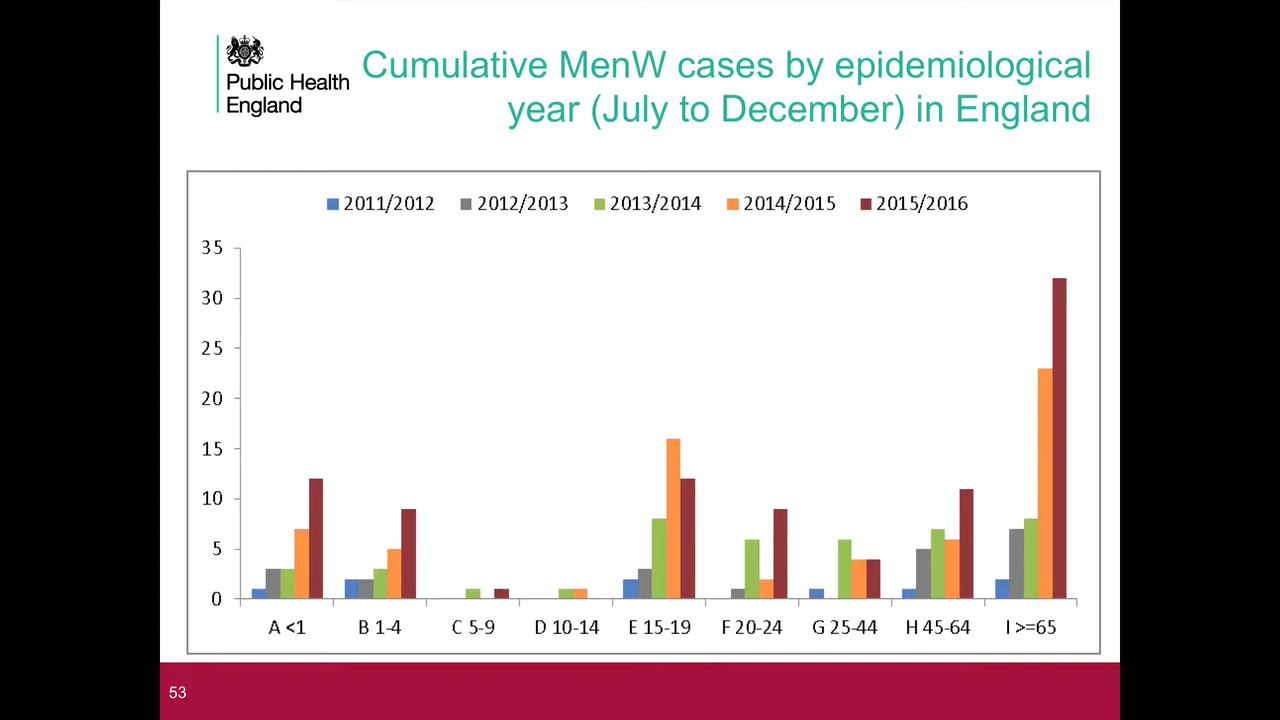 Public Health
England
Cumulative MenW cases by epidemiological
year (July to December) in England
2011/2012 2012/2013 2013/2014 2014/2015 2015/2016
35
30
25
20
15
10
5
0
A <1 B 1-4 C 5-9 D 10-14 E 15-19 F 20-24 G 25-44 H 45-64 I >=65
53